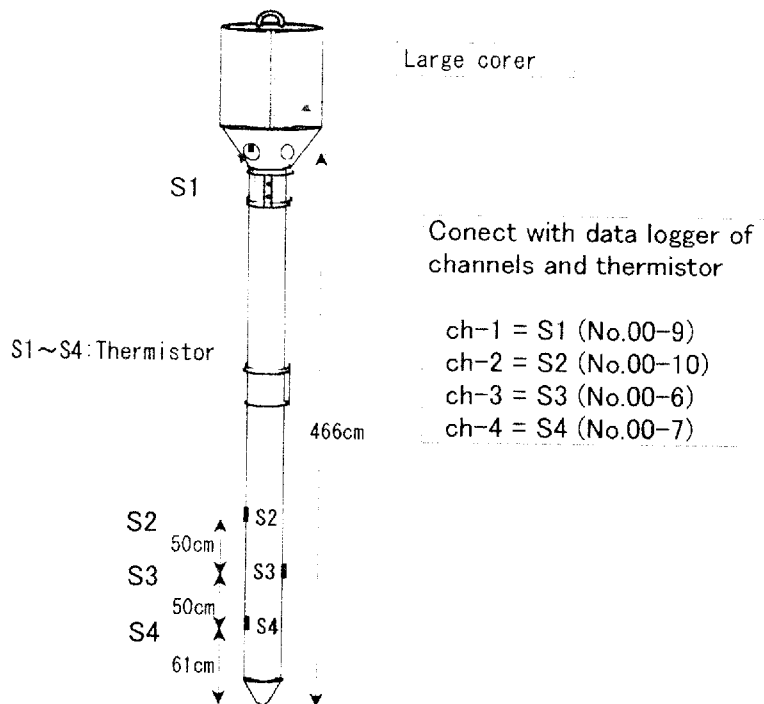 Large corer
S1
Conect with data logger of
channels and thermistor
S1~S4:Thermistor
ch-1 = S1 (No.00-9)
ch-2 = S2 (No.00-10)
ch-3 = S3 (No.00-6)
ch-4 = S4 (No.00-7)
466cm
S2
S2
50cm
S3
S3
50cm
S4
S4
61cm